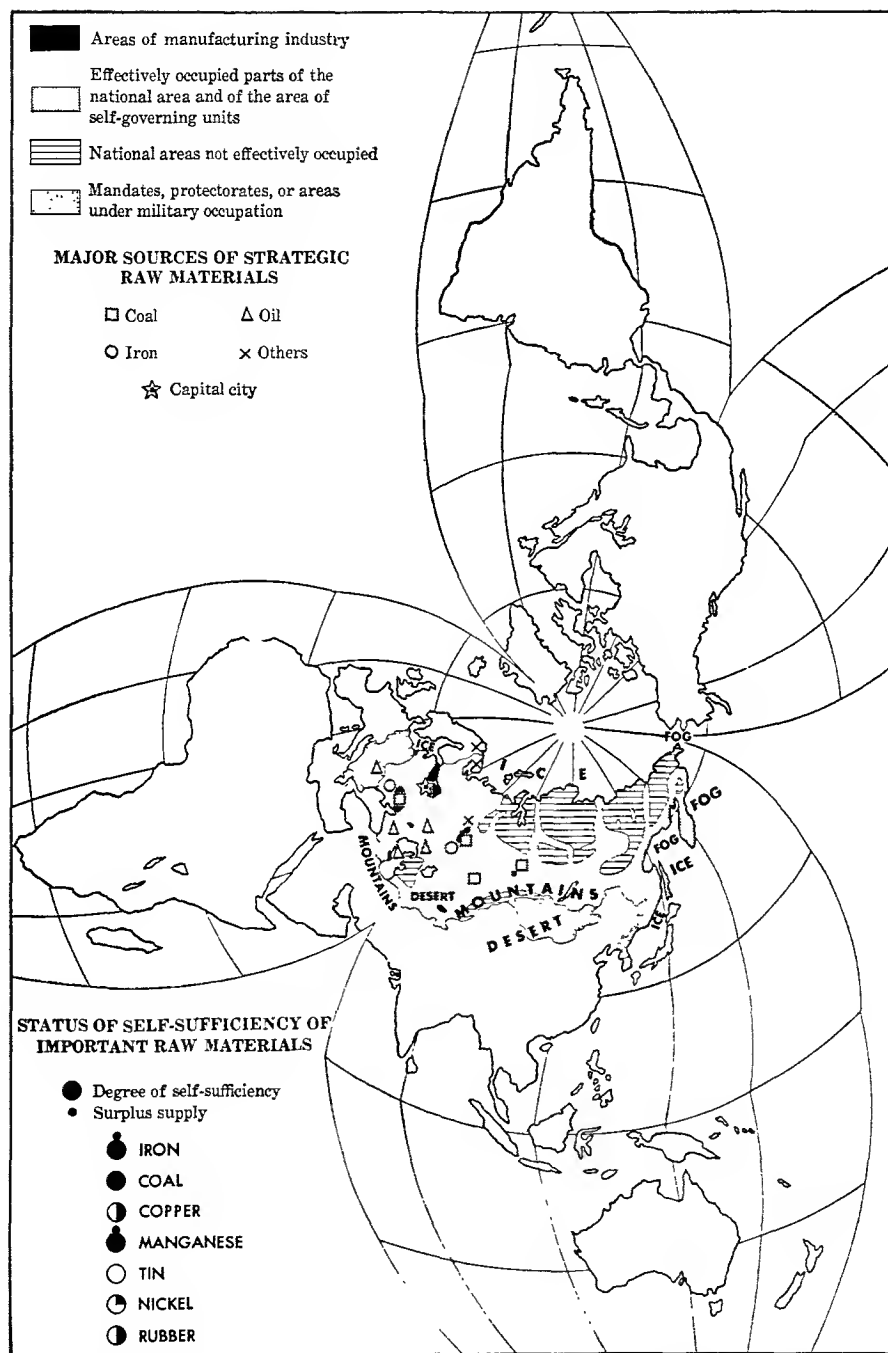 Areas of manufacturing industry
Effectively occupied parts of the
national area and of the area of
self-governing units
National areas not effectively occupied
Mandates, protectorates, or areas
under military occupation
MAJOR SOURCES OF STRATEGIC
RAW MATERIALS
Coal
Oil
Iron
Others
Capital city
FOG
ICE
I C E
FOG
FOG
ICE
MOUNTAINS
DESERT
MOUNTAINS
DESERT
ICE
STATUS OF SELF-SUFFICIENCY OF
IMPORTANT RAW MATERIALS
Degree of self-sufficiency
Surplus supply
IRON
COAL
COPPER
MANGANESE
TIN
NICKEL
RUBBER